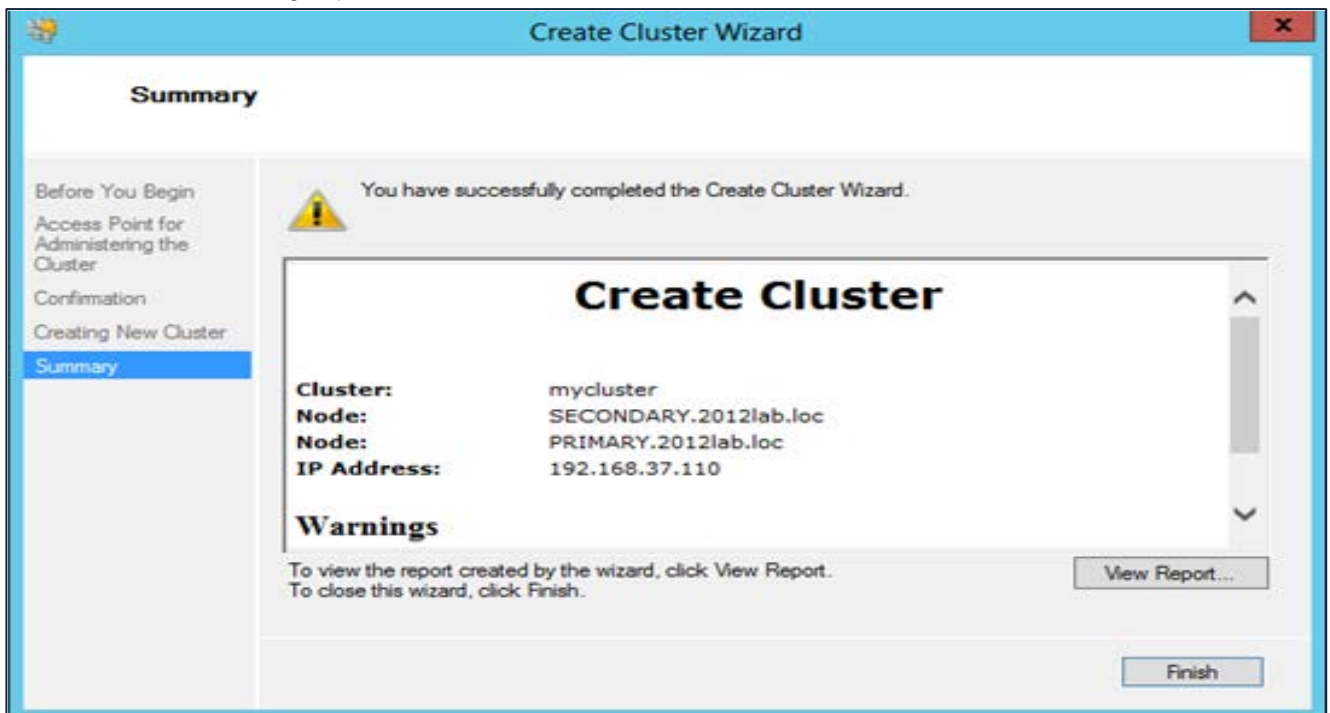 Create Cluster Wizard
x
Summary
Before You Begin
Access Point for
Administering the
Cluster
Confirmation
Creating New Cluster
Summary
You have successfully completed the Create Cluster Wizard.
Create Cluster
Cluster: mycluster
Node: SECONDARY.2012lab.loc
Node: PRIMARY.2012lab.loc
IP Address: 192.168.37.110
Warnings
To view the report created by the wizard, click View Report.
To close this wizard, click Finish.
View Report...
Finish